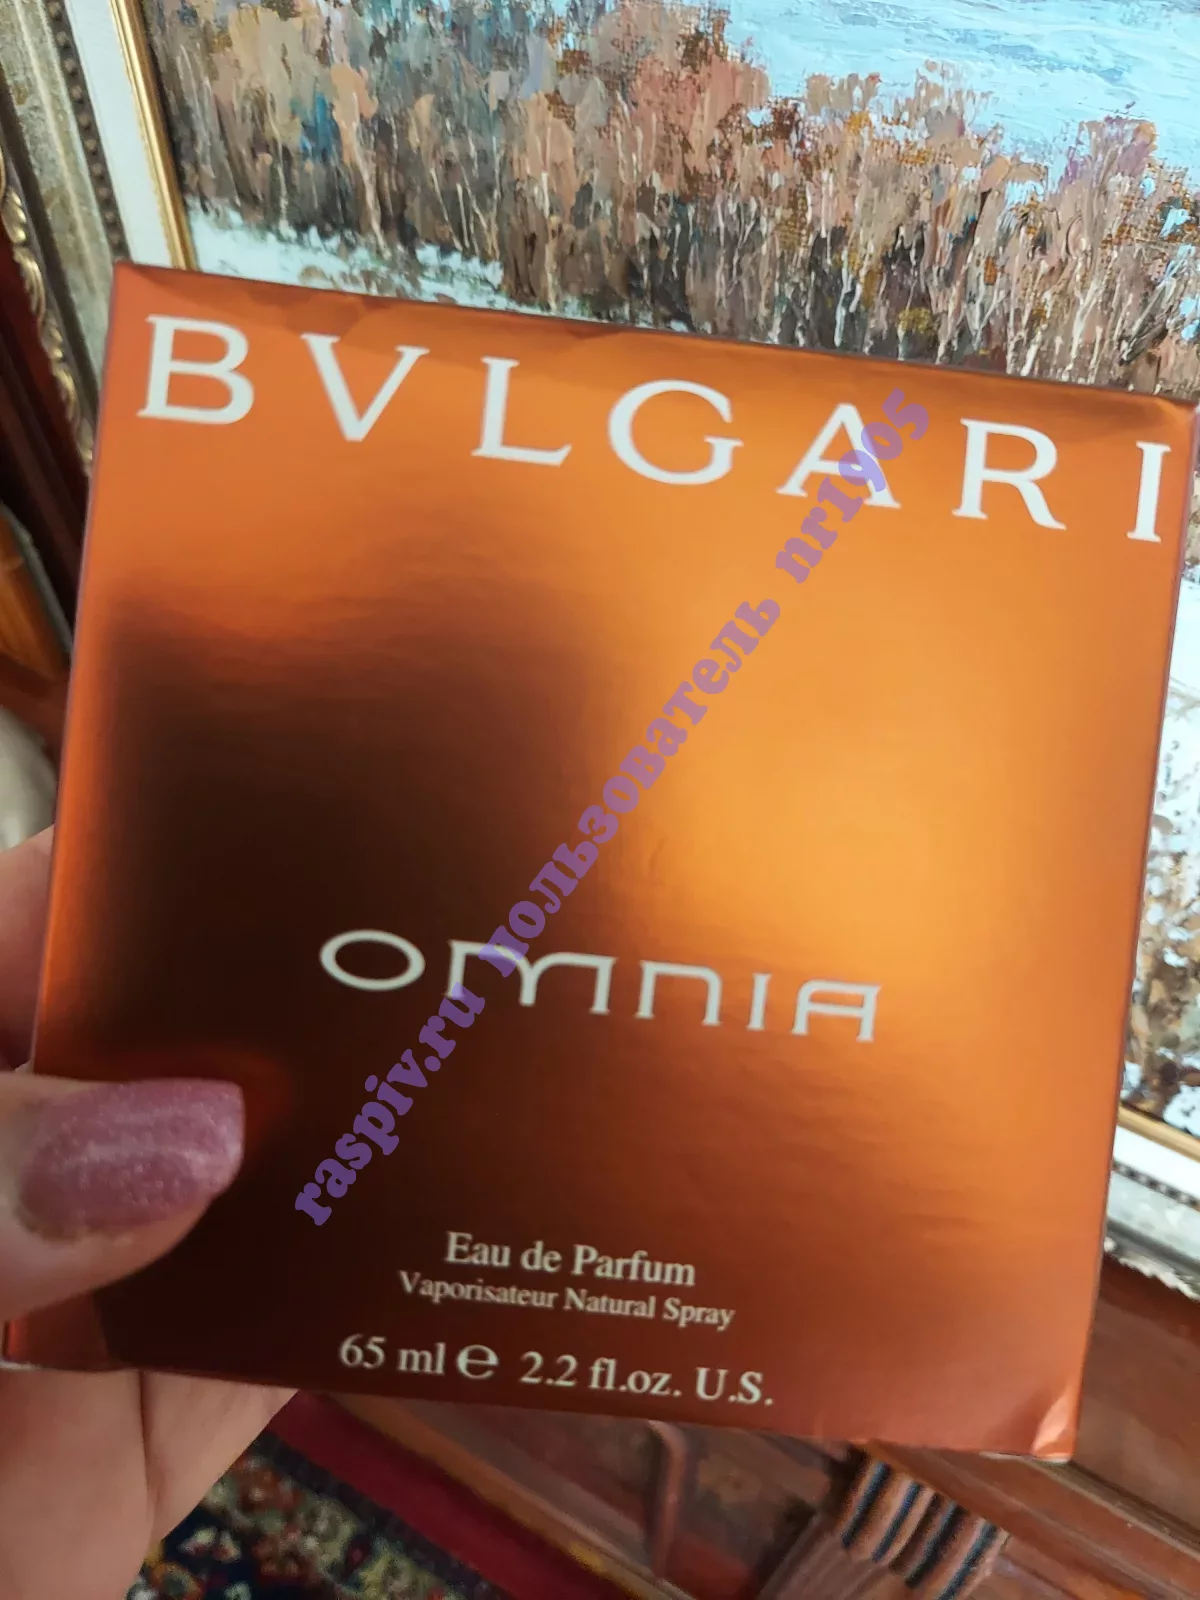 BVLGARI
raspiv.ru пользователь nr1905
OMNIA
Eau de Parfum
Vaporisateur Natural Spray
65 ml e 2.2 fl.oz. U.S.